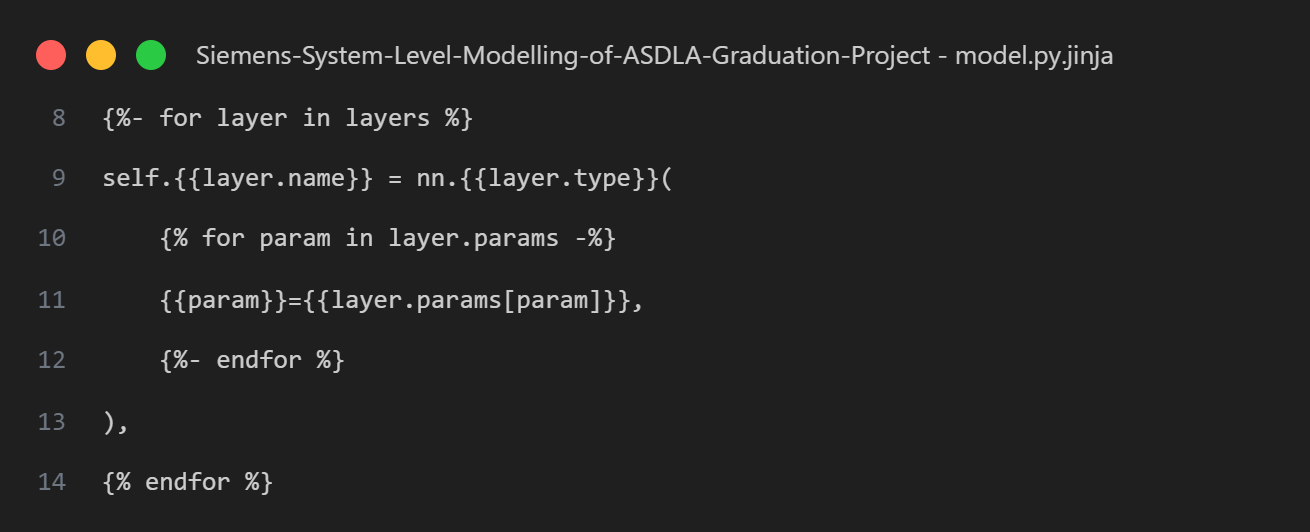 Siemens-System-Level-Modelling-of-ASDLA-Graduation-Project - model.py.jinja
8 {%- for layer in layers %}
9 self.{{layer.name}} = nn.{{layer.type}}(
10     {% for param in layer.params -%}
11     {{param}}={{layer.params[param]}},
12     {%- endfor %}
13 ),
14 {% endfor %}